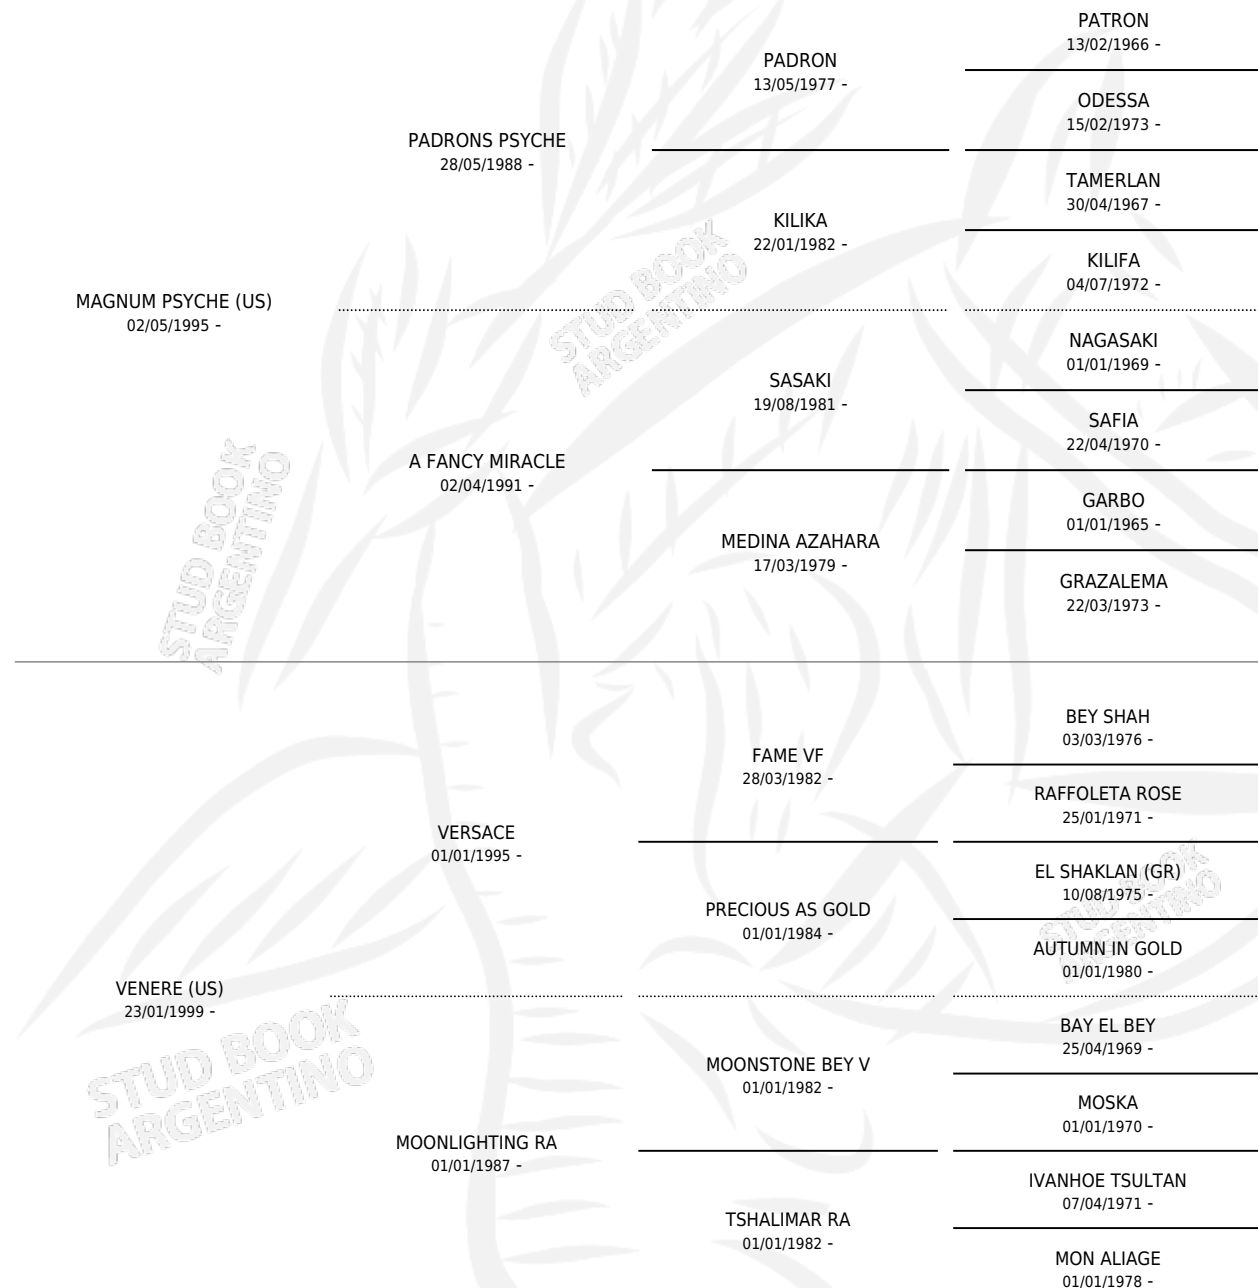 PATRON
13/02/1966 -
PADRON
13/05/1977 -
ODESSA
15/02/1973 -
PADRONS PSYCHE
28/05/1988 -
TAMERLAN
30/04/1967 -
KILIKA
22/01/1982 -
KILIFA
04/07/1972 -
MAGNUM PSYCHE (US)
02/05/1995 -
STUD BOOK
ARGENTINO
NAGASAKI
01/01/1969 -
SASAKI
19/08/1981 -
SAFIA
22/04/1970 -
A FANCY MIRACLE
02/04/1991 -
GARBO
01/01/1965 -
MEDINA AZAHARA
17/03/1979 -
GRAZALEMA
22/03/1973 -
STUD BOOK
ARGENTINO
BEY SHAH
03/03/1976 -
FAME VF
28/03/1982 -
RAFFOLETA ROSE
25/01/1971 -
VERSACE
01/01/1995 -
EL SHAKLAN (GR)
10/08/1975 -
PRECIOUS AS GOLD
01/01/1984 -
STUD BOOK
ARGENTINO
AUTUMN IN GOLD
01/01/1980 -
VENERE (US)
23/01/1999 -
STUD BOOK
ARGENTINO
BAY EL BEY
25/04/1969 -
MOONSTONE BEY V
01/01/1982 -
MOSKA
01/01/1970 -
MOONLIGHTING RA
01/01/1987 -
IVANHOE TSULTAN
07/04/1971 -
TSHALIMAR RA
01/01/1982 -
MON ALIAGE
01/01/1978 -